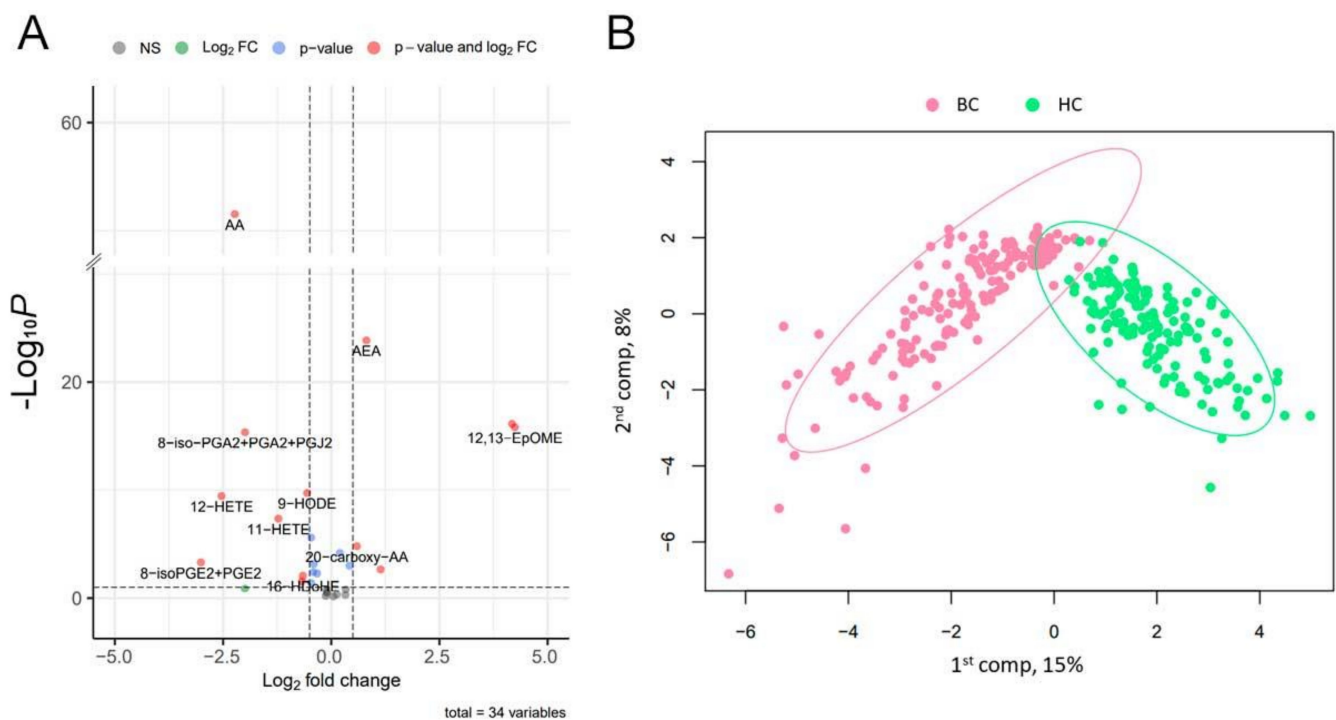 A
NS Log₂ FC p−value p − value and log₂ FC
60
20
0
-Log₁₀P
AA
AEA
12,13−EpOME
8−iso−PGA2+PGA2+PGJ2
12−HETE
9−HODE
11−HETE
20−carboxy−AA
8−isoPGE2+PGE2
16−HDoHE
−5.0 −2.5 0.0 2.5 5.0
Log₂ fold change
total = 34 variables
B
BC HC
4
2
0
−2
−4
−6
2nd comp, 8%
−6 −4 −2 0 2 4
1st comp, 15%